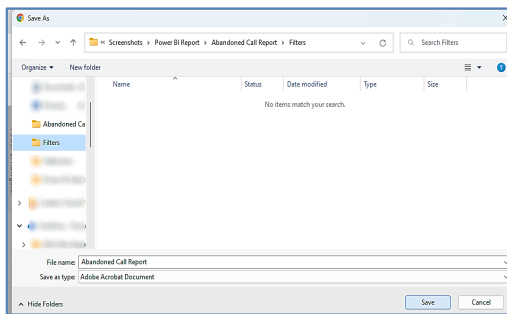 Save As
« Screenshots › Power BI Report › Abandoned Call Report › Filters
Search Filters
Organize New folder
Name Status Date modified Type Size
No items match your search.
Abandoned Ca
Filters
File name: Abandoned Call Report
Save as type: Adobe Acrobat Document
Hide Folders Save Cancel